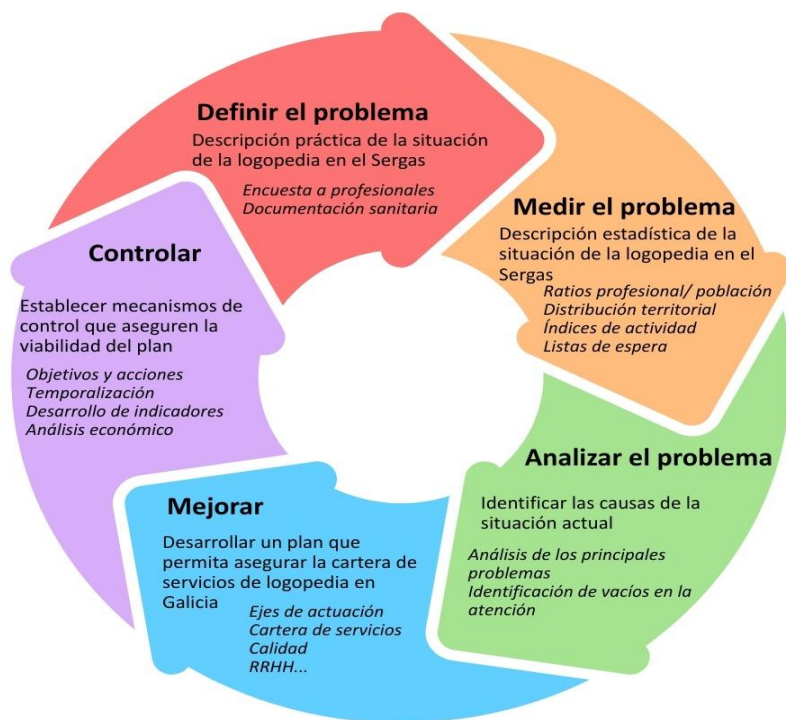 Definir el problema
Descripción práctica de la situación
de la logopedia en el Sergas
Encuesta a profesionales
Documentación sanitaria
Medir el problema
Descripción estadística de la
situación de la logopedia en el
Sergas
Ratios profesional/ población
Distribución territorial
Índices de actividad
Listas de espera
Analizar el problema
Identificar las causas de la
situación actual
Análisis de los principales
problemas
Identificación de vacíos en la
atención
Mejorar
Desarrollar un plan que
permita asegurar la cartera de
servicios de logopedia en
Galicia
Ejes de actuación
Cartera de servicios
Calidad
RRHH...
Controlar
Establecer mecanismos de
control que aseguren la
viabilidad del plan
Objetivos y acciones
Temporalización
Desarrollo de indicadores
Análisis económico